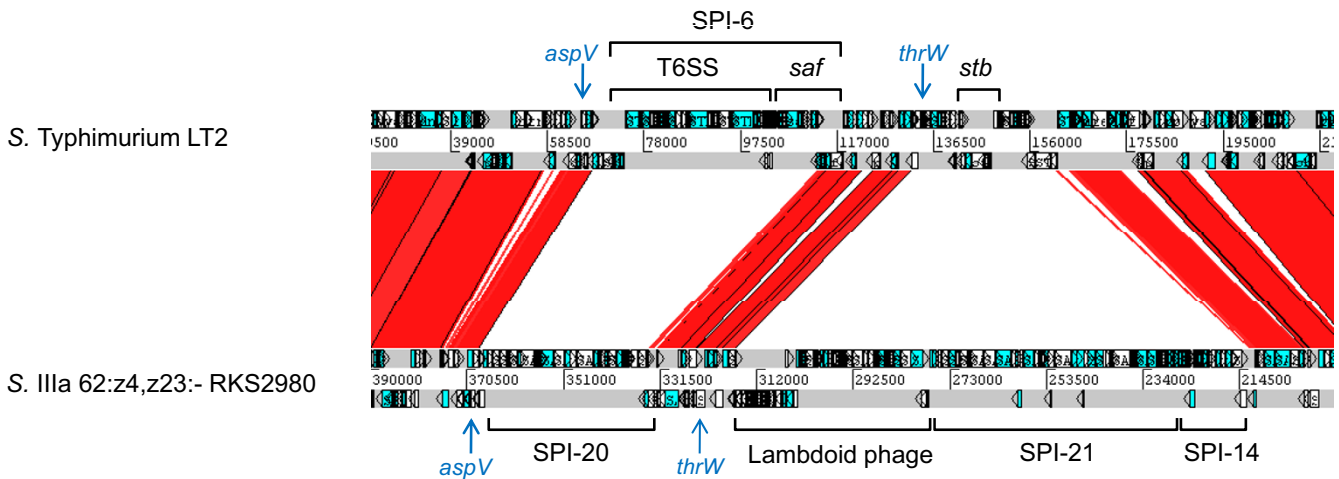 SPI-6
aspV
T6SS
saf
thrW
stb
S. Typhimurium LT2
39000 58500 78000 97500 117000 136500 156000 175500 195000
S. IIIa 62:z4,z23:- RKS2980
390000 370500 351000 331500 312000 292500 273000 253500 234000 214500
aspV
SPI-20
thrW
Lambdoid phage
SPI-21
SPI-14